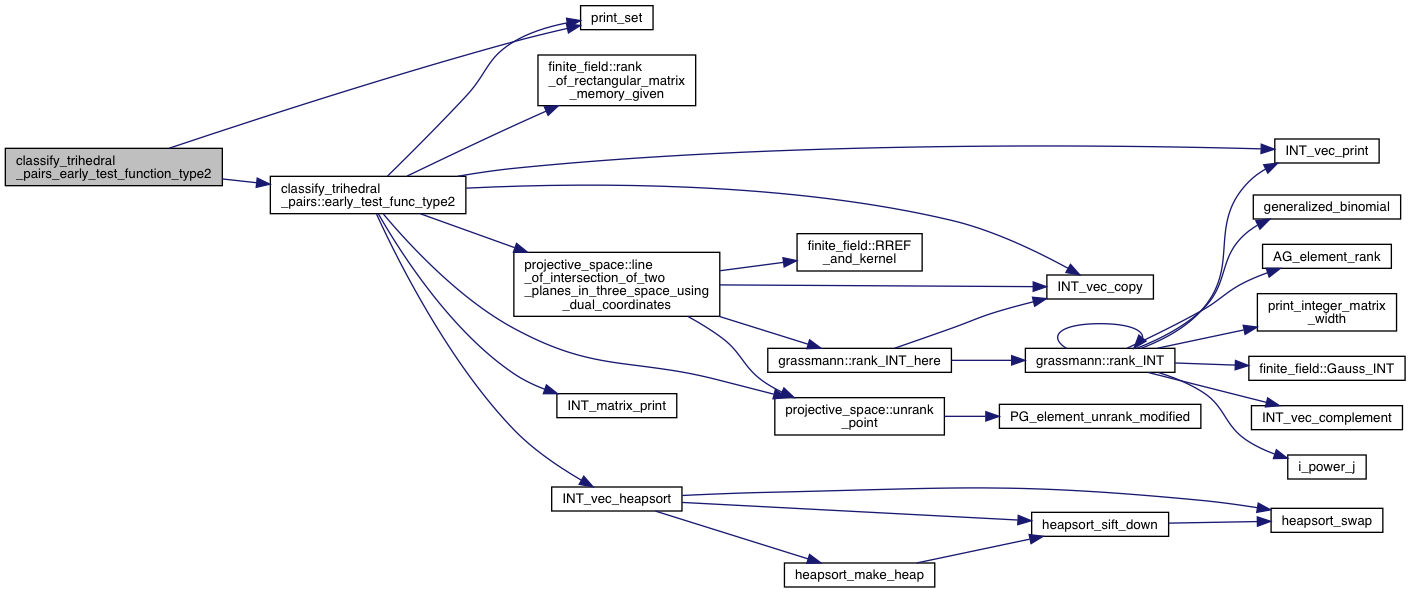 classify_trihedral
_pairs_early_test_function_type2
classify_trihedral
_pairs::early_test_func_type2
print_set
finite_field::rank
_of_rectangular_matrix
_memory_given
projective_space::line
_of_intersection_of_two
_planes_in_three_space_using
_dual_coordinates
INT_matrix_print
INT_vec_heapsort
finite_field::RREF
_and_kernel
grassmann::rank_INT_here
projective_space::unrank
_point
heapsort_make_heap
INT_vec_copy
grassmann::rank_INT
PG_element_unrank_modified
heapsort_sift_down
INT_vec_print
generalized_binomial
AG_element_rank
print_integer_matrix
_width
finite_field::Gauss_INT
INT_vec_complement
i_power_j
heapsort_swap